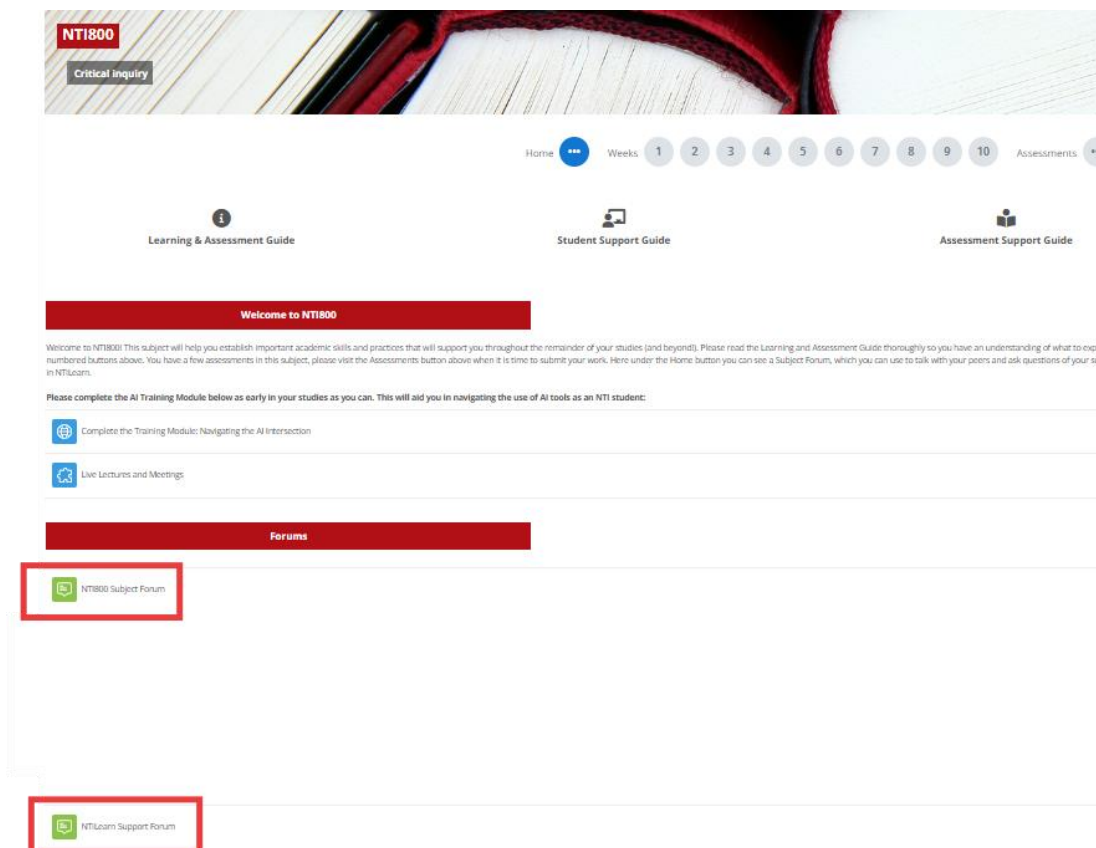 NTI800
Critical inquiry
Home Weeks 1 2 3 4 5 6 7 8 9 10 Assessments
Learning & Assessment Guide
Student Support Guide
Assessment Support Guide
Welcome to NTI800
Welcome to NTI800! This subject will help you establish important academic skills and practices that will support you throughout the remainder of your studies (and beyond). Please read the Learning and Assessment Guide thoroughly so you have an understanding of what to exp
numbered buttons above. You have a few assessments in this subject, please visit the Assessments button above when it is time to submit your work. Here under the Home button you can see a Subject Forum, which you can use to talk with your peers and ask questions of your s
in NTILearn.
Please complete the AI Training Module below as early in your studies as you can. This will aid you in navigating the use of AI tools as an NTI student:
Complete the Training Module: Navigating the AI Intersection
Live Lectures and Meetings
Forums
NTI800 Subject Forum
NTILearn Support Forum